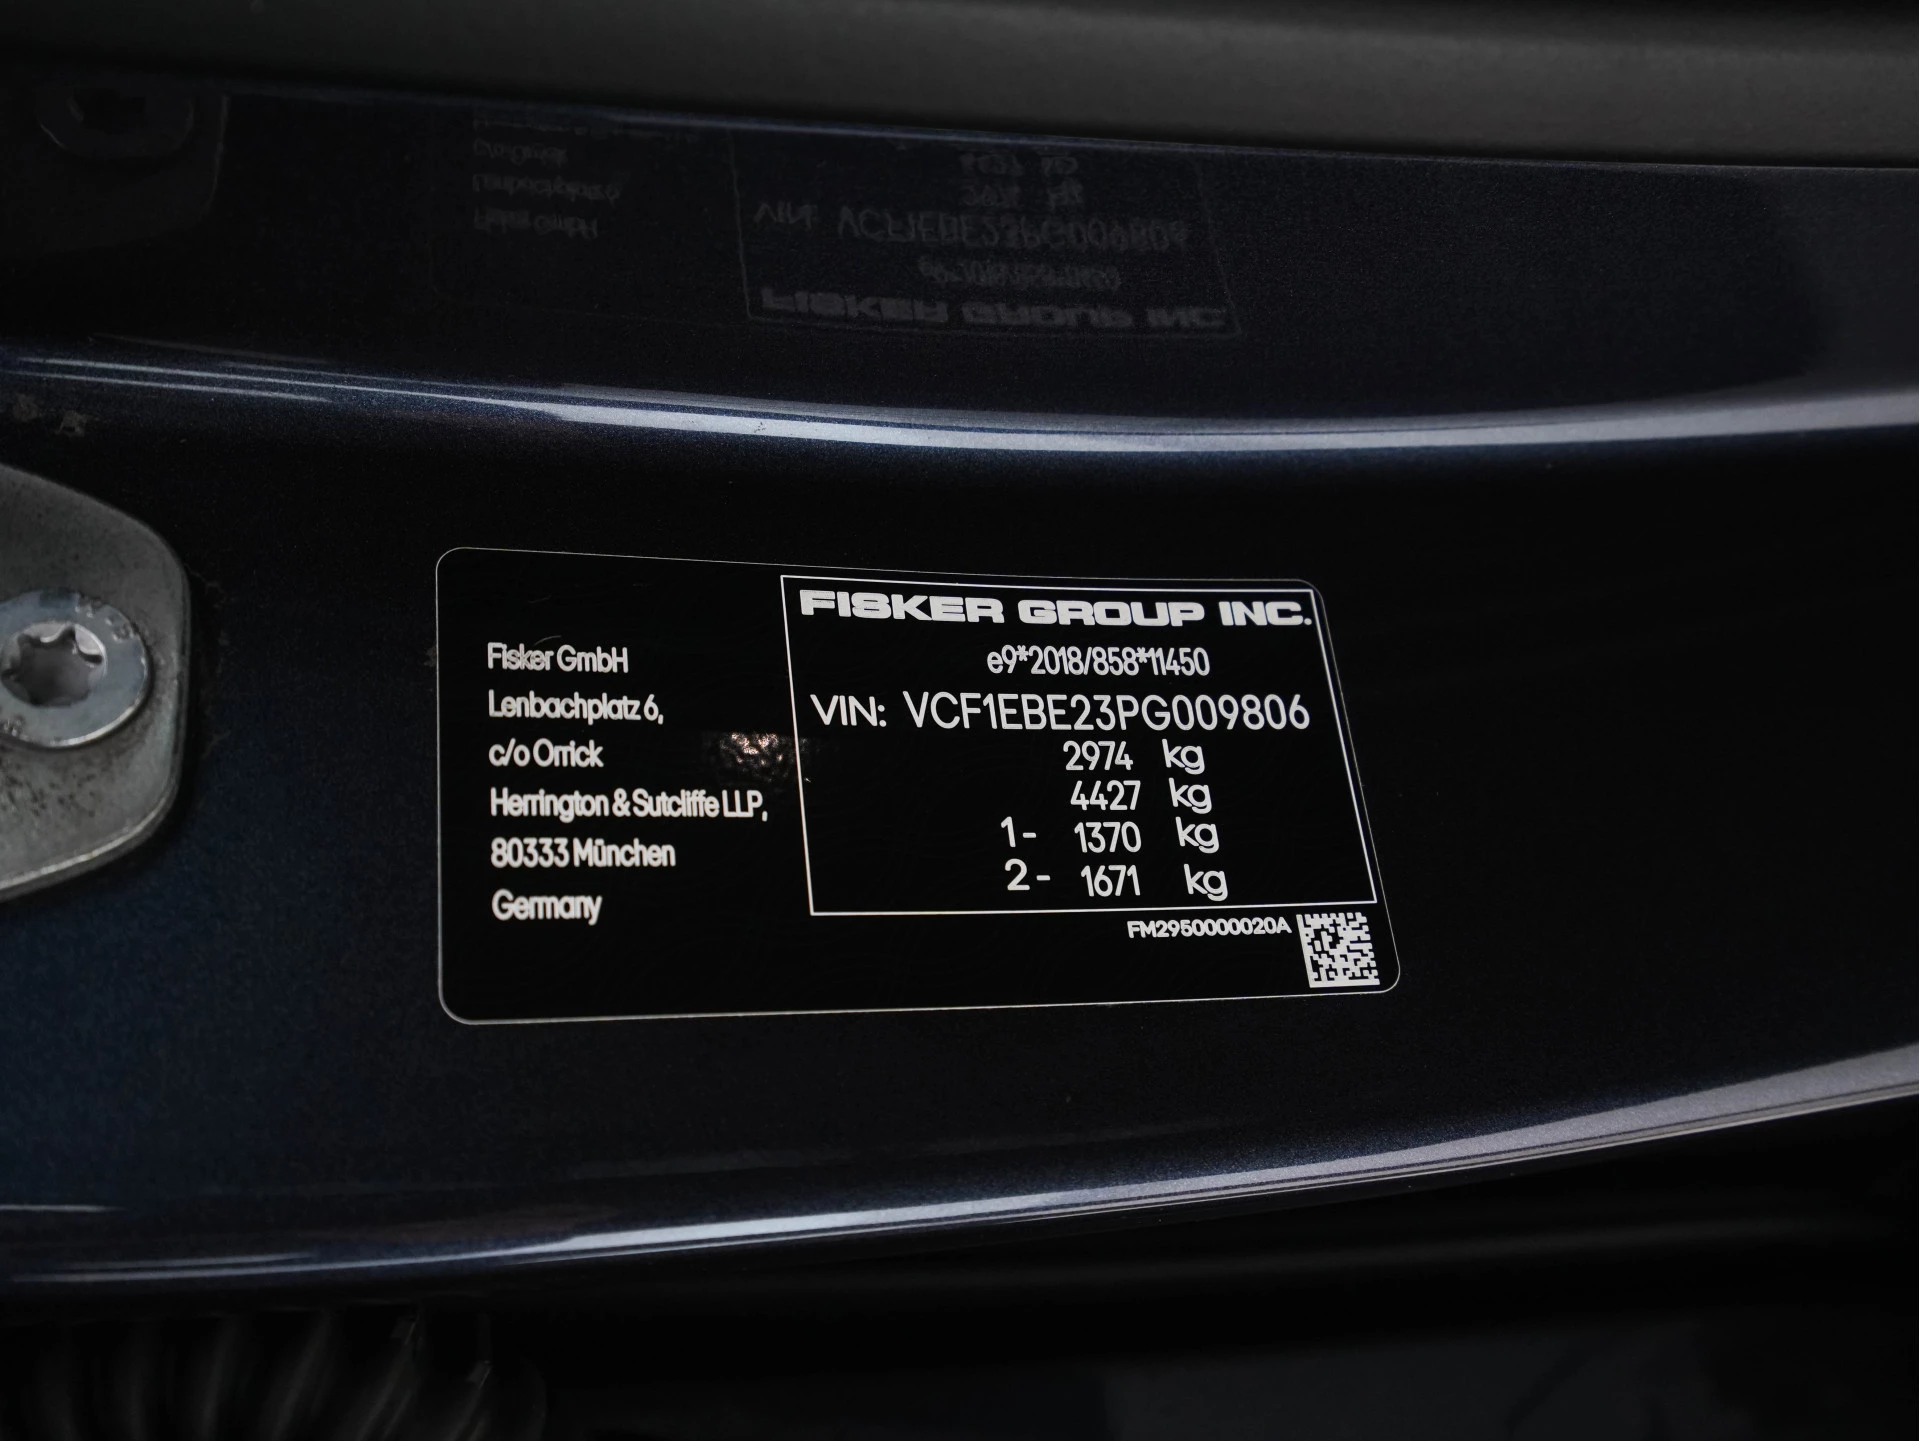 Fisker GmbH
Lenbachplatz 6,
c/o Orrick
Herrington & Sutcliffe LLP,
80333 München
Germany
FISKER GROUP INC.
e9*2018/858*11450
VIN: VCF1EBE23PG009806
2974 kg
4427 kg
1- 1370 kg
2- 1671 kg
FM2950000020A